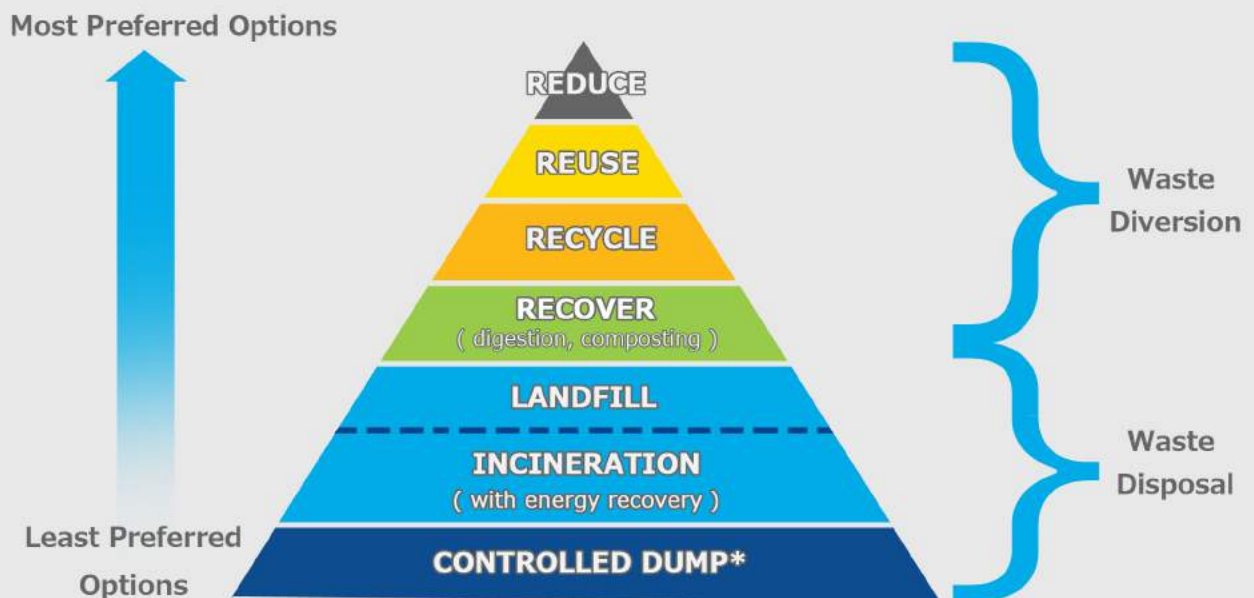 Most Preferred Options
REDUCE
REUSE
RECYCLE
RECOVER
( digestion, composting )
LANDFILL
INCINERATION
( with energy recovery )
CONTROLLED DUMP*
Least Preferred
Options
Waste
Diversion
Waste
Disposal